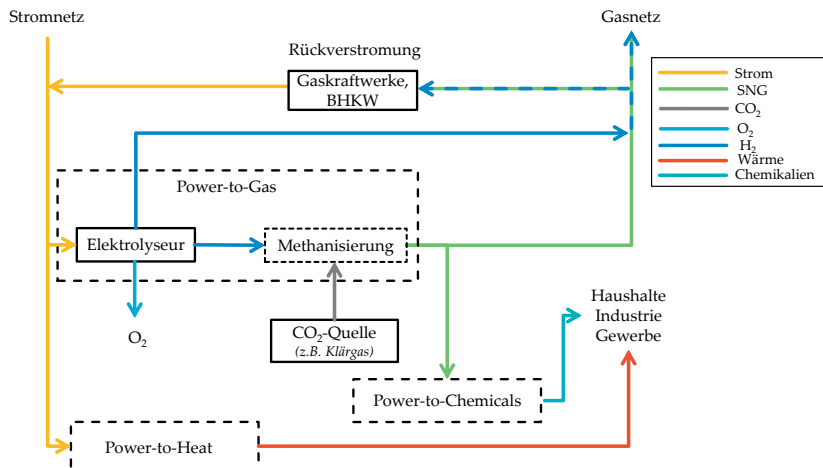 Stromnetz
Gasnetz
Rückverstromung
Gaskraftwerke,
BHKW
Strom
SNG
CO₂
O₂
H₂
Wärme
Chemikalien
Power-to-Gas
Elektrolyseur
Methanisierung
O₂
CO₂-Quelle
(z.B. Klärgas)
Haushalte
Industrie
Gewerbe
Power-to-Chemicals
Power-to-Heat